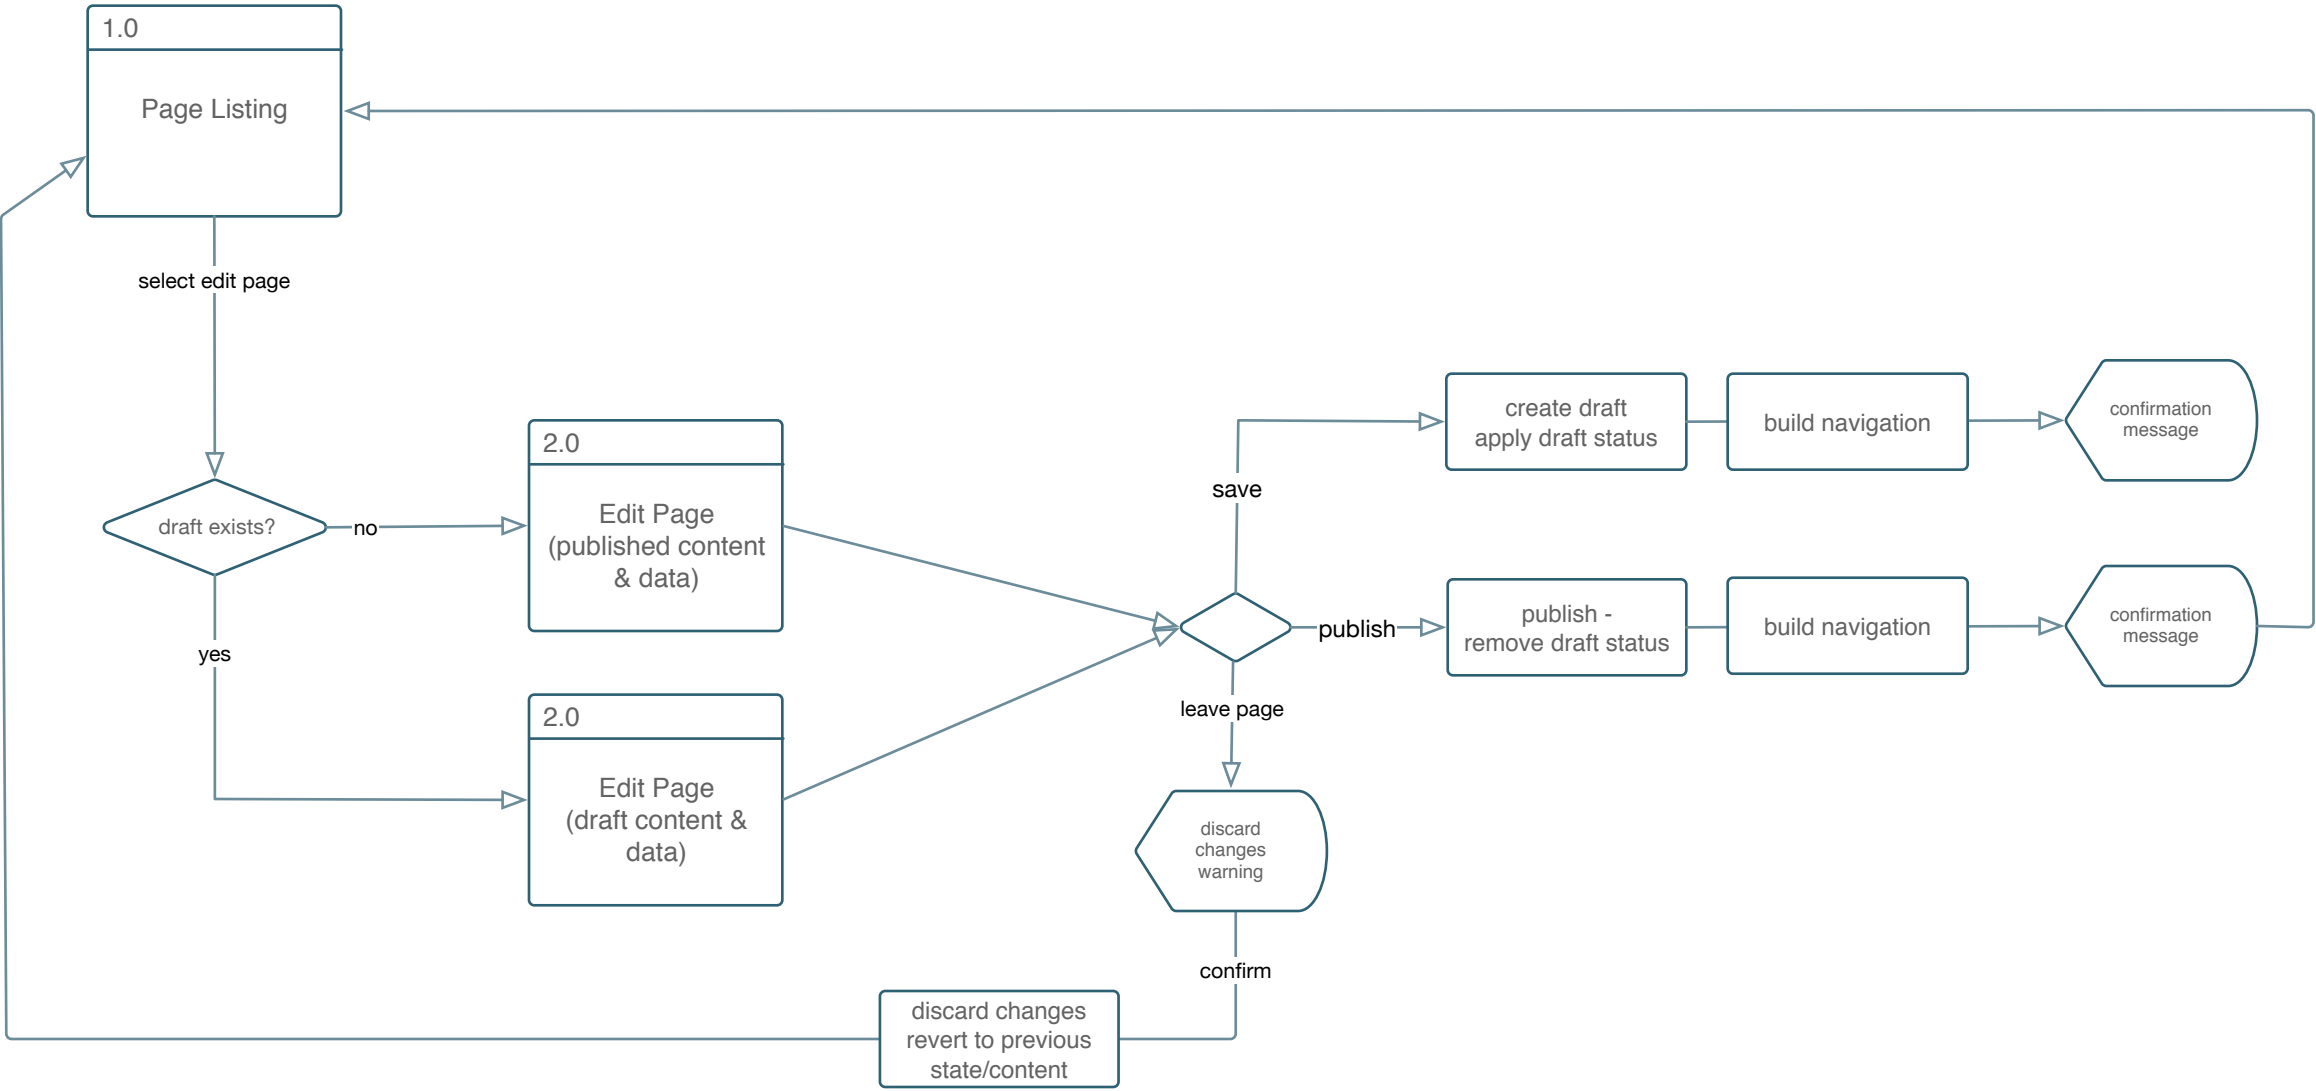 1.0
Page Listing
select edit page
draft exists?
no
yes
2.0
Edit Page
(published content
& data)
2.0
Edit Page
(draft content &
data)
save
create draft
apply draft status
build navigation
confirmation
message
publish
publish -
remove draft status
build navigation
confirmation
message
leave page
discard
changes
warning
confirm
discard changes
revert to previous
state/content